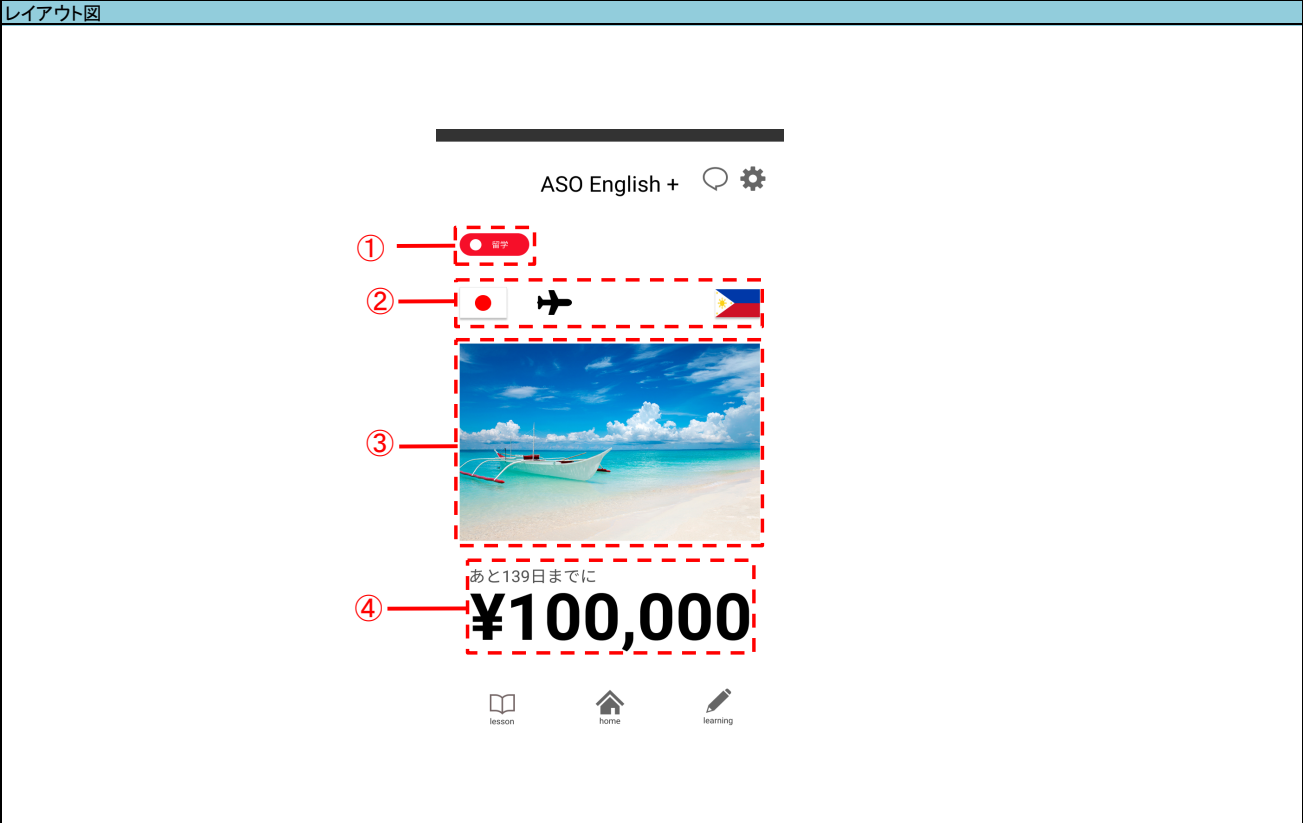 レイアウト図
ASO English +
① 留学
②
③
④ あと139日までに
¥100,000
lesson home learning